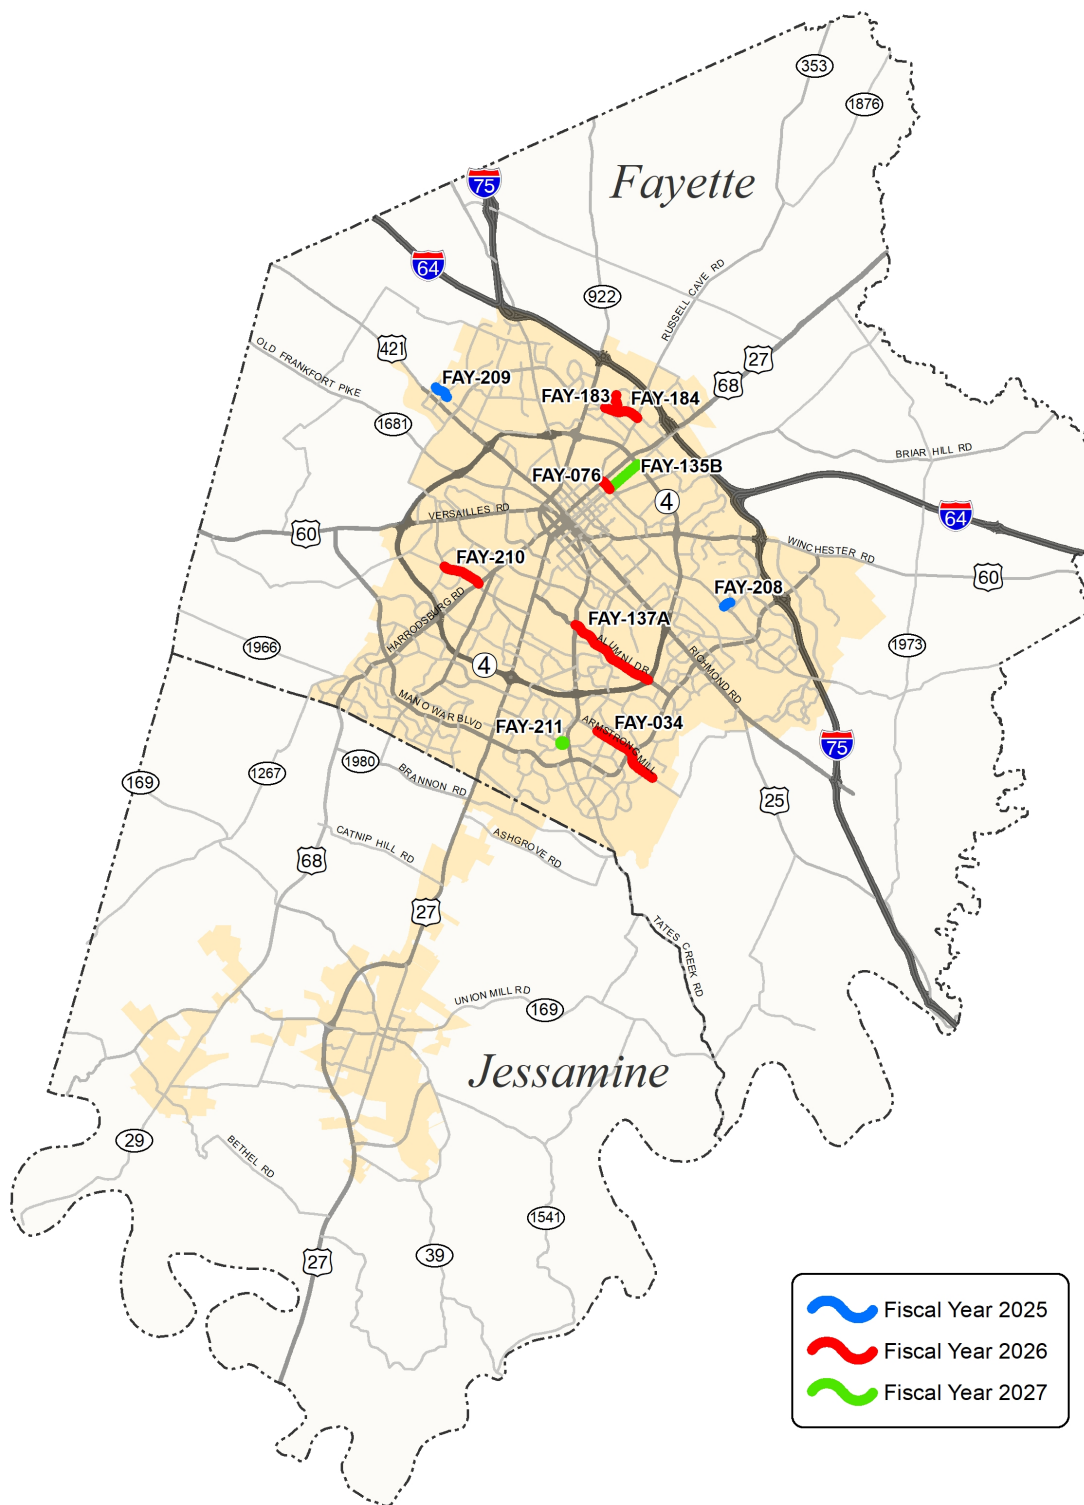 353
1876
Fayette
75
64
922
RUSSELL CAVE RD
421
OLD FRANKFORT PIKE
27
68
FAY-209
FAY-183
FAY-184
1681
BRIAR HILL RD
FAY-076
FAY-135B
4
VERSAILLES RD
64
60
WINCHESTER RD
FAY-210
60
FAY-208
HARRODSBURG RD
FAY-137A
ALUMNI DR
1966
1973
4
RICHMOND RD
MAN O WAR BLVD
FAY-211
FAY-034
ARMSTRONG MILL
75
169
1267
1980
BRANNON RD
25
CATNIP HILL RD
ASHGROVE RD
68
27
TATES CREEK RD
UNION MILL RD
169
Jessamine
29
BETHEL RD
1541
39
27
Fiscal Year 2025
Fiscal Year 2026
Fiscal Year 2027